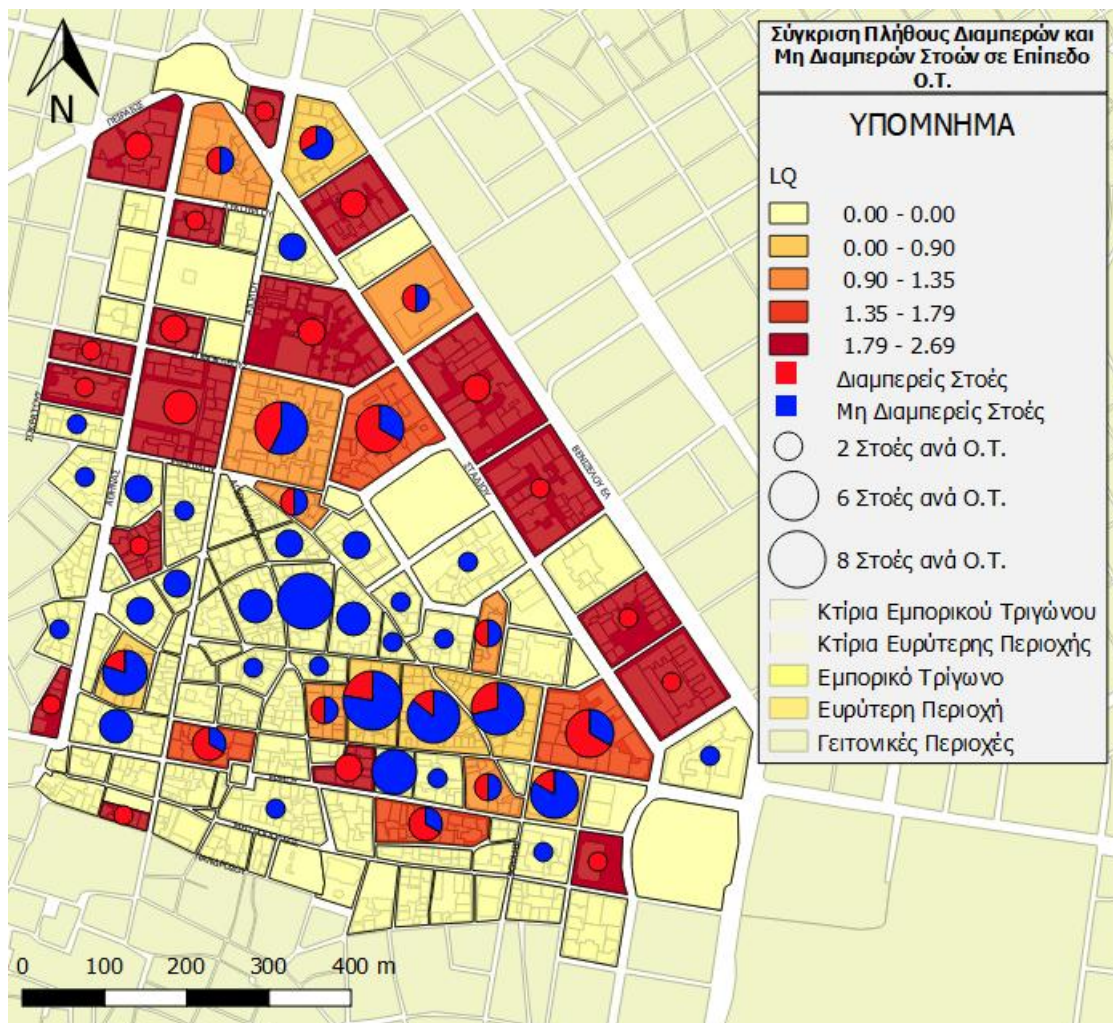 Σύγκριση Πλήθους Διαμπερών και
Μη Διαμπερών Στοών σε Επίπεδο
Ο.Τ.
ΥΠΟΜΝΗΜΑ
LQ
0.00 - 0.00
0.00 - 0.90
0.90 - 1.35
1.35 - 1.79
1.79 - 2.69
Διαμπερείς Στοές
Μη Διαμπερείς Στοές
2 Στοές ανά Ο.Τ.
6 Στοές ανά Ο.Τ.
8 Στοές ανά Ο.Τ.
Κτίρια Εμπορικού Τριγώνου
Κτίρια Ευρύτερης Περιοχής
Εμπορικό Τρίγωνο
Ευρύτερη Περιοχή
Γειτονικές Περιοχές
N
ΠΕΙΡΑΙΩΣ
ΑΘΗΝΑΣ
ΣΤΑΔΙΟΥ
0 100 200 300 400 m